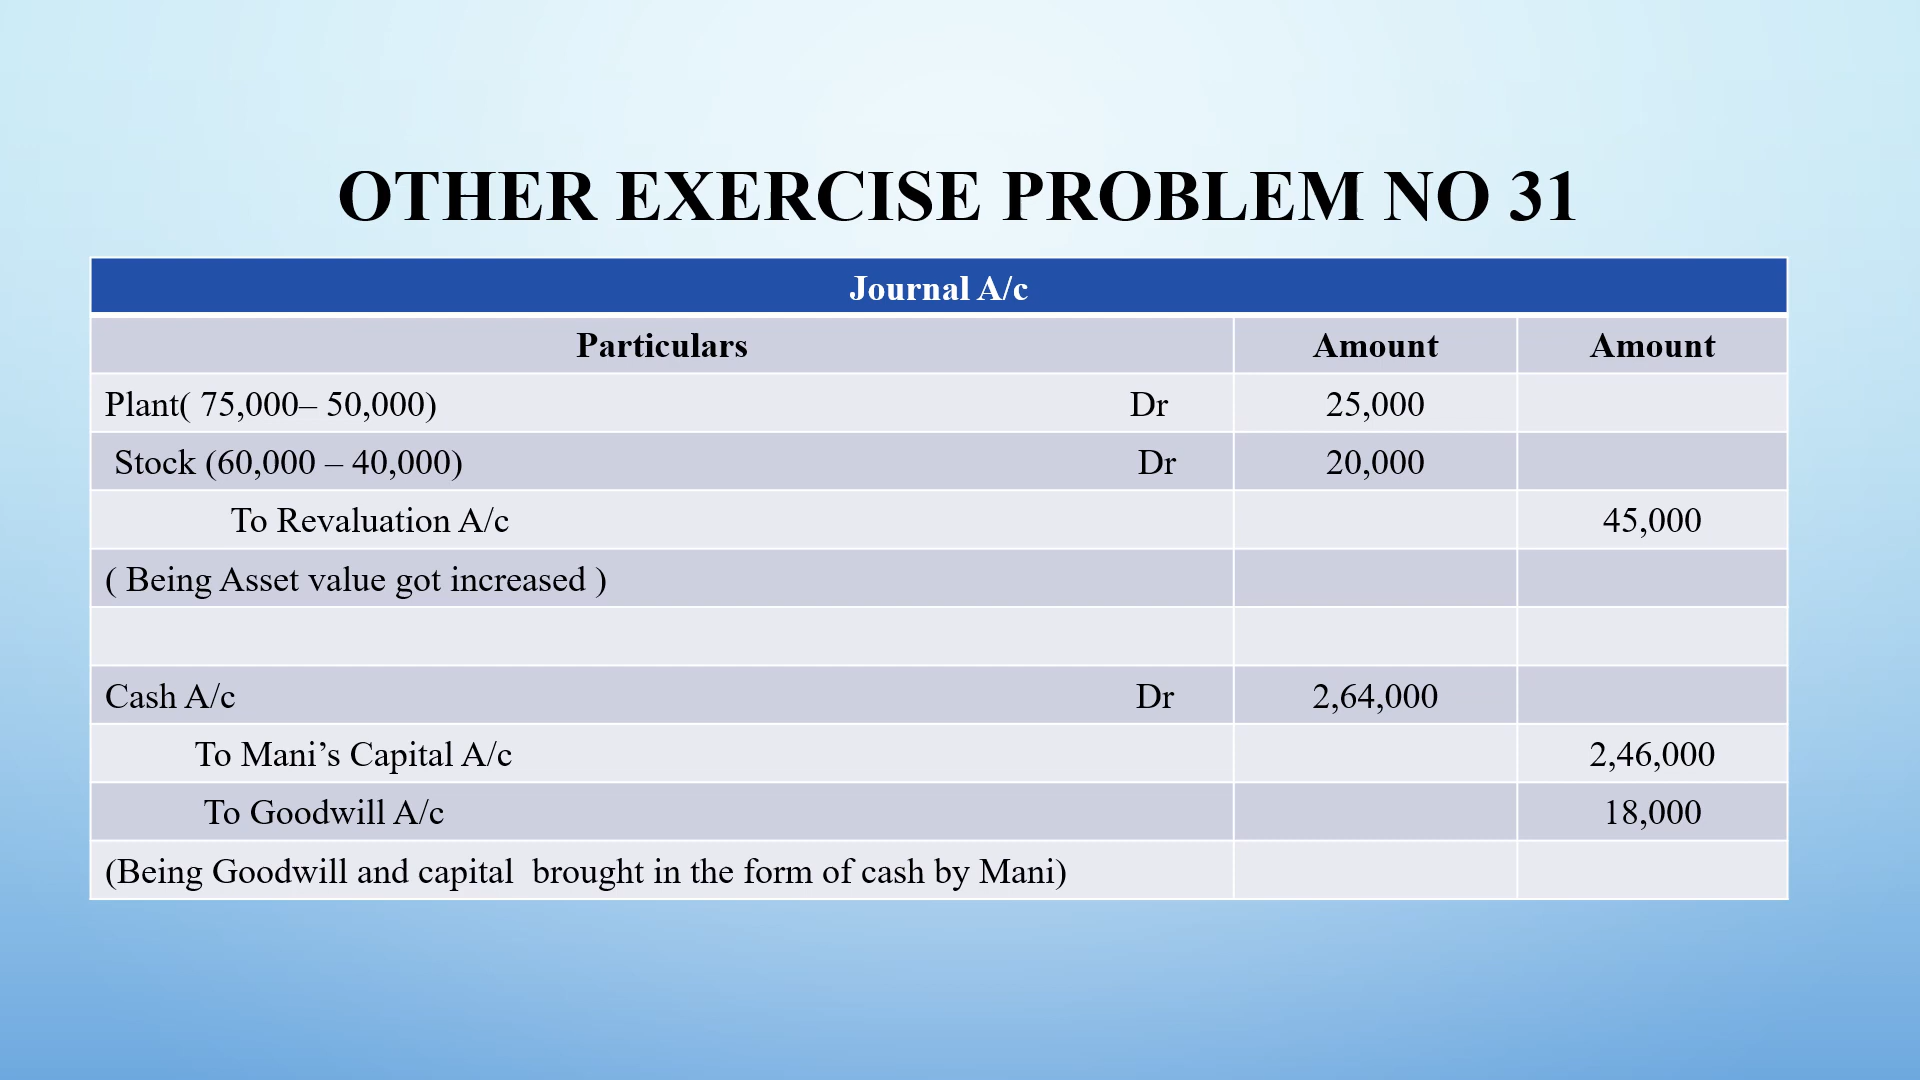 OTHER EXERCISE PROBLEM NO 31
Journal A/c
Particulars Amount Amount
Plant( 75,000– 50,000) Dr 25,000
Stock (60,000 – 40,000) Dr 20,000
To Revaluation A/c 45,000
( Being Asset value got increased )
Cash A/c Dr 2,64,000
To Mani’s Capital A/c 2,46,000
To Goodwill A/c 18,000
(Being Goodwill and capital brought in the form of cash by Mani)